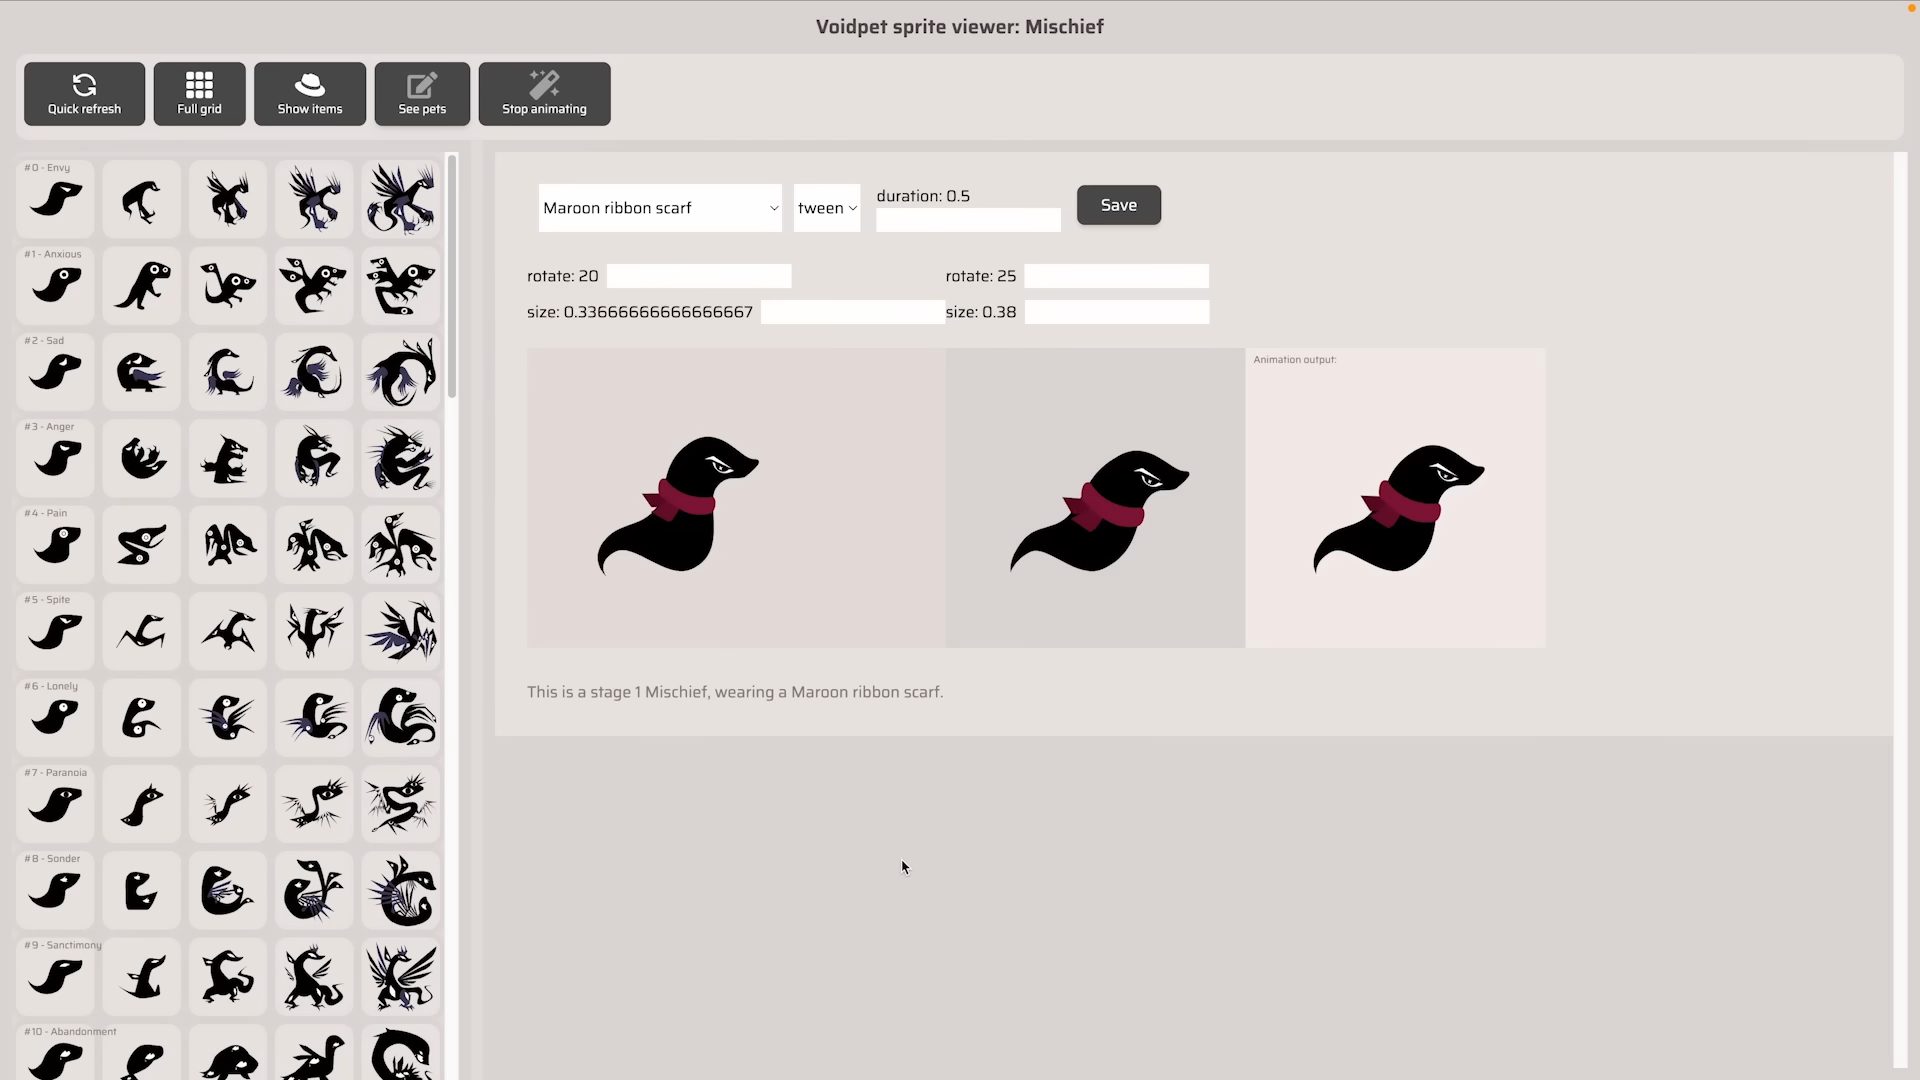 Voidpet sprite viewer: Mischief
Quick refresh
Full grid
Show items
See pets
Stop animating
#0 - Envy
#1 - Anxious
#2 - Sad
#3 - Anger
#4 - Pain
#5 - Spite
#6 - Lonely
#7 - Paranoia
#8 - Sonder
#9 - Sanctimony
#10 - Abandonment
Maroon ribbon scarf
tween
duration: 0.5
Save
rotate: 20
size: 0.33666666666666667
rotate: 25
size: 0.38
Animation output:
This is a stage 1 Mischief, wearing a Maroon ribbon scarf.